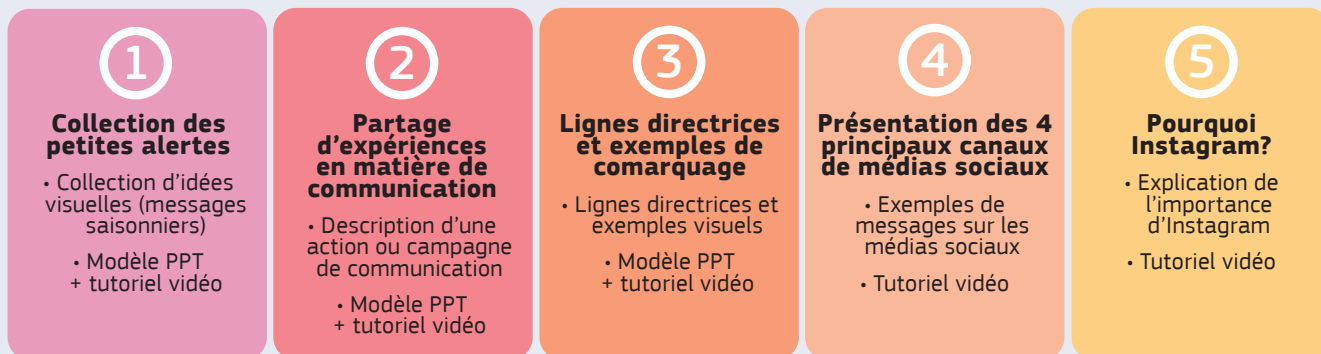 1
Collection des
petites alertes
• Collection d'idées
visuelles (messages
saisonniers)
• Modèle PPT
+ tutoriel vidéo
2
Partage
d'expériences
en matière de
communication
• Description d'une
action ou campagne
de communication
• Modèle PPT
+ tutoriel vidéo
3
Lignes directrices
et exemples de
comarquage
• Lignes directrices et
exemples visuels
• Modèle PPT
+ tutoriel vidéo
4
Présentation des 4
principaux canaux
de médias sociaux
• Exemples de
messages sur les
médias sociaux
• Tutoriel vidéo
5
Pourquoi
Instagram?
• Explication de
l'importance
d'Instagram
• Tutoriel vidéo